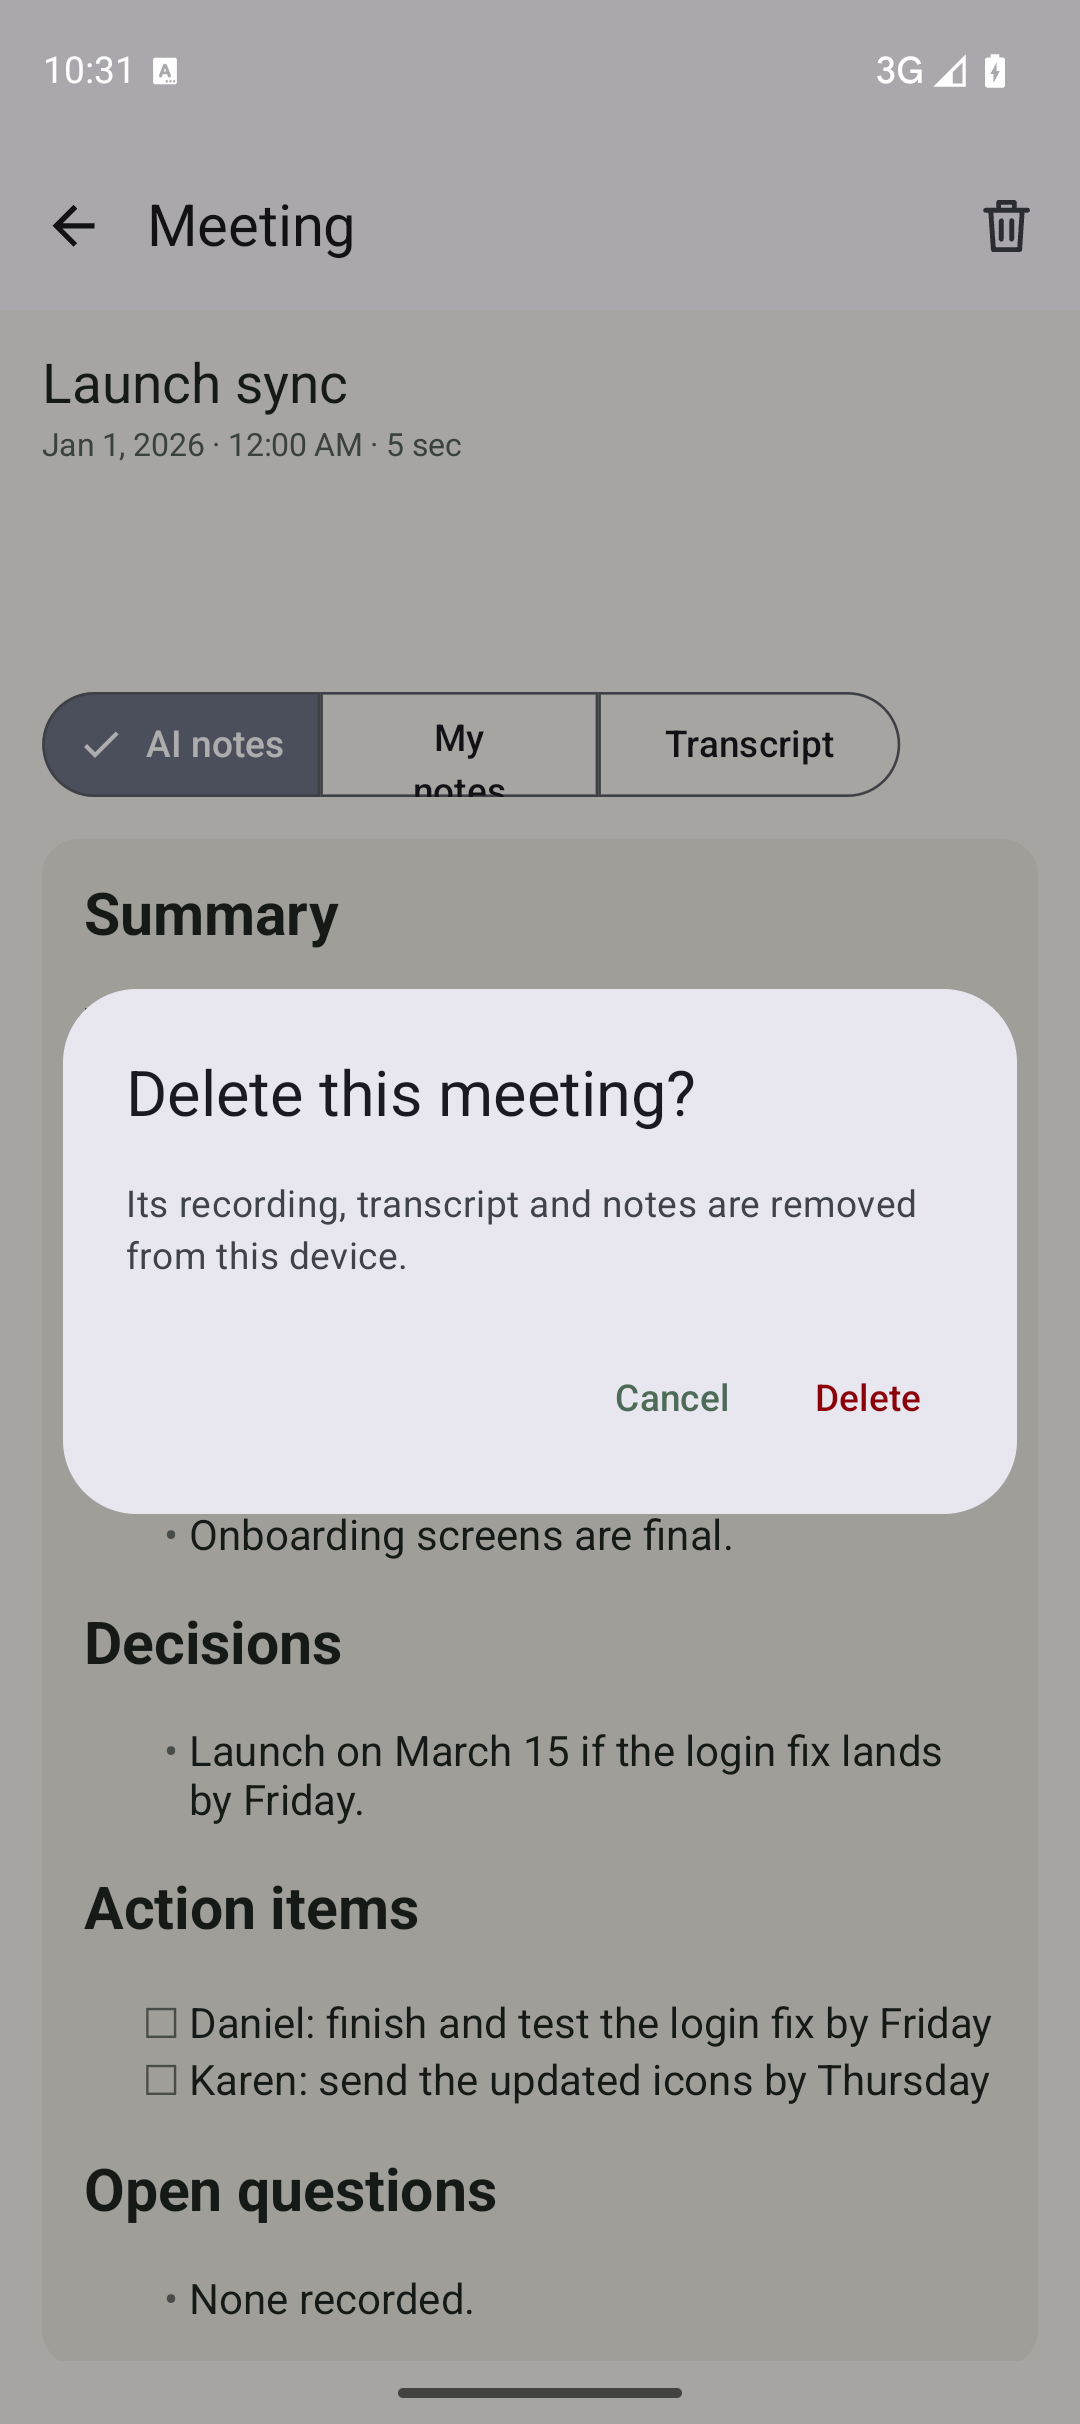 10:31
3G
Meeting
Launch sync
Jan 1, 2026 · 12:00 AM · 5 sec
AI notes
My
notes
Transcript
Summary
Delete this meeting?
Its recording, transcript and notes are removed
from this device.
Cancel
Delete
• Onboarding screens are final.
Decisions
• Launch on March 15 if the login fix lands
by Friday.
Action items
☐ Daniel: finish and test the login fix by Friday
☐ Karen: send the updated icons by Thursday
Open questions
• None recorded.